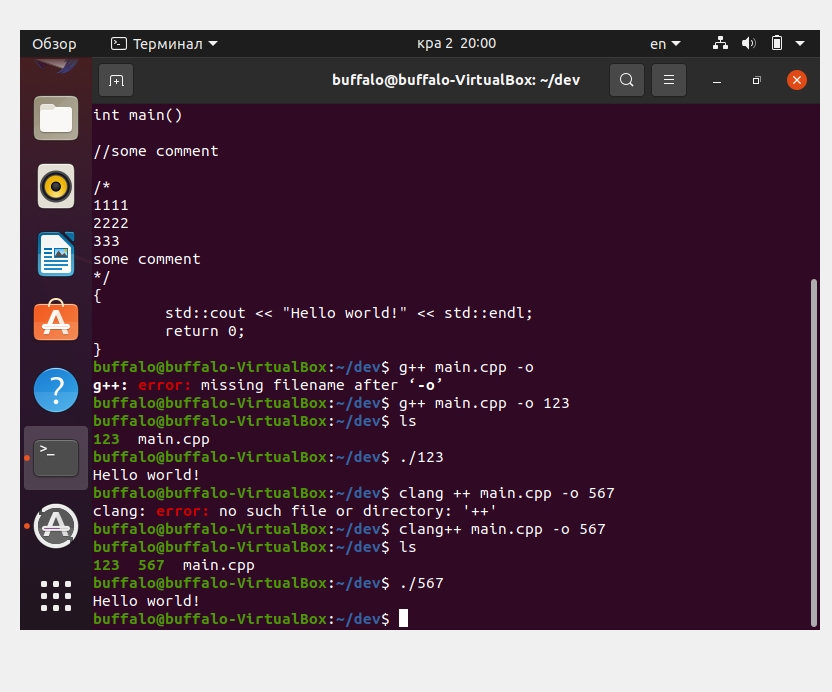 Обзор
Терминал
кра 2 20:00
en
buffalo@buffalo-VirtualBox: ~/dev
int main()
//some comment
/*
1111
2222
333
some comment
*/
{
std::cout << "Hello world!" << std::endl;
return 0;
}
buffalo@buffalo-VirtualBox:~/dev$ g++ main.cpp -o
g++: error: missing filename after ‘-o’
buffalo@buffalo-VirtualBox:~/dev$ g++ main.cpp -o 123
buffalo@buffalo-VirtualBox:~/dev$ ls
123 main.cpp
buffalo@buffalo-VirtualBox:~/dev$ ./123
Hello world!
buffalo@buffalo-VirtualBox:~/dev$ clang ++ main.cpp -o 567
clang: error: no such file or directory: '++'
buffalo@buffalo-VirtualBox:~/dev$ clang++ main.cpp -o 567
buffalo@buffalo-VirtualBox:~/dev$ ls
123 567 main.cpp
buffalo@buffalo-VirtualBox:~/dev$ ./567
Hello world!
buffalo@buffalo-VirtualBox:~/dev$